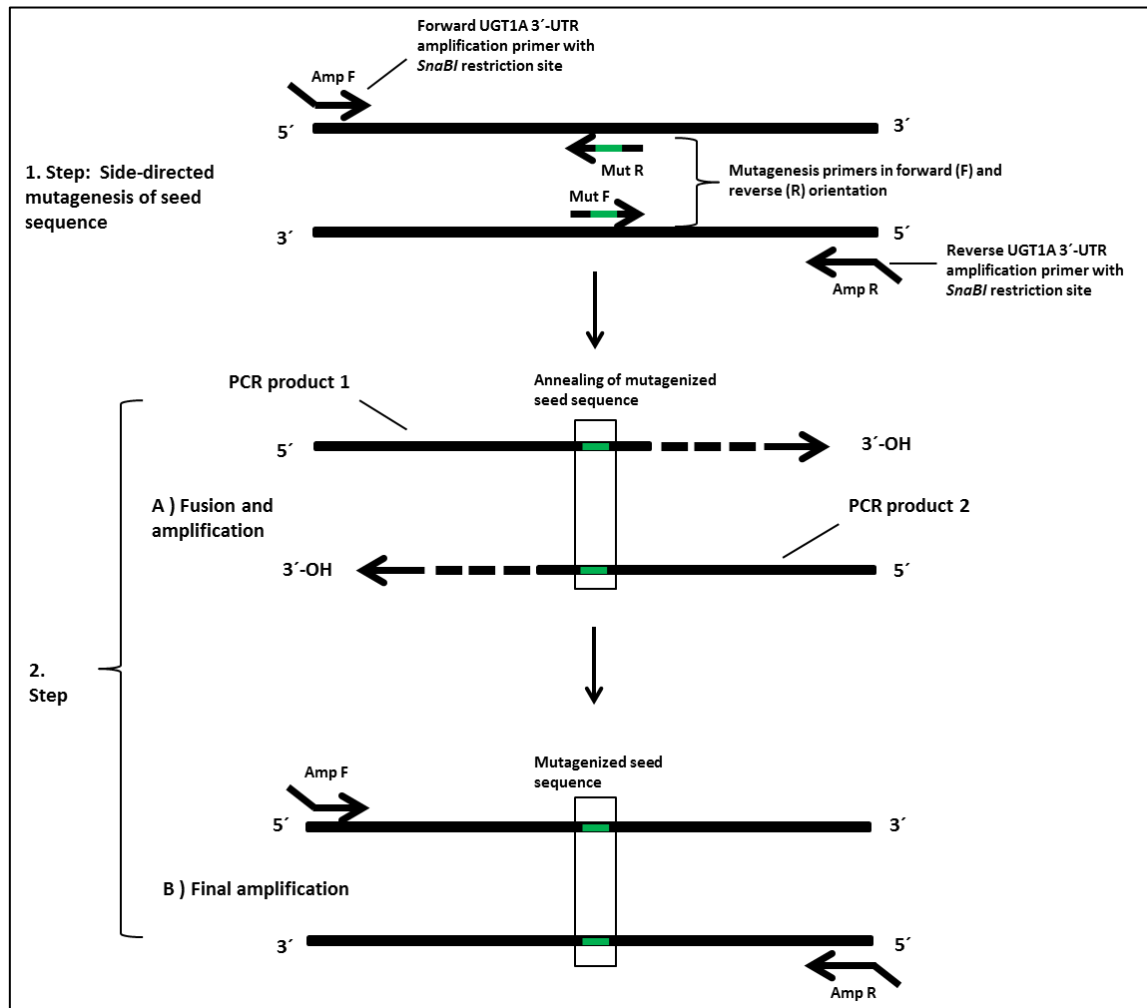 Forward UGT1A 3´-UTR
amplification primer with
SnaBI restriction site
Amp F
5´
3´
1. Step: Side-directed
mutagenesis of seed
sequence
Mut R
Mut F
Mutagenesis primers in forward (F) and
reverse (R) orientation
3´
5´
Reverse UGT1A 3´-UTR
amplification primer with
SnaBI restriction site
Amp R
PCR product 1
Annealing of mutagenized
seed sequence
5´
3´-OH
A ) Fusion and
amplification
PCR product 2
3´-OH
5´
2.
Step
Mutagenized seed
sequence
Amp F
5´
3´
B ) Final amplification
3´
5´
Amp R